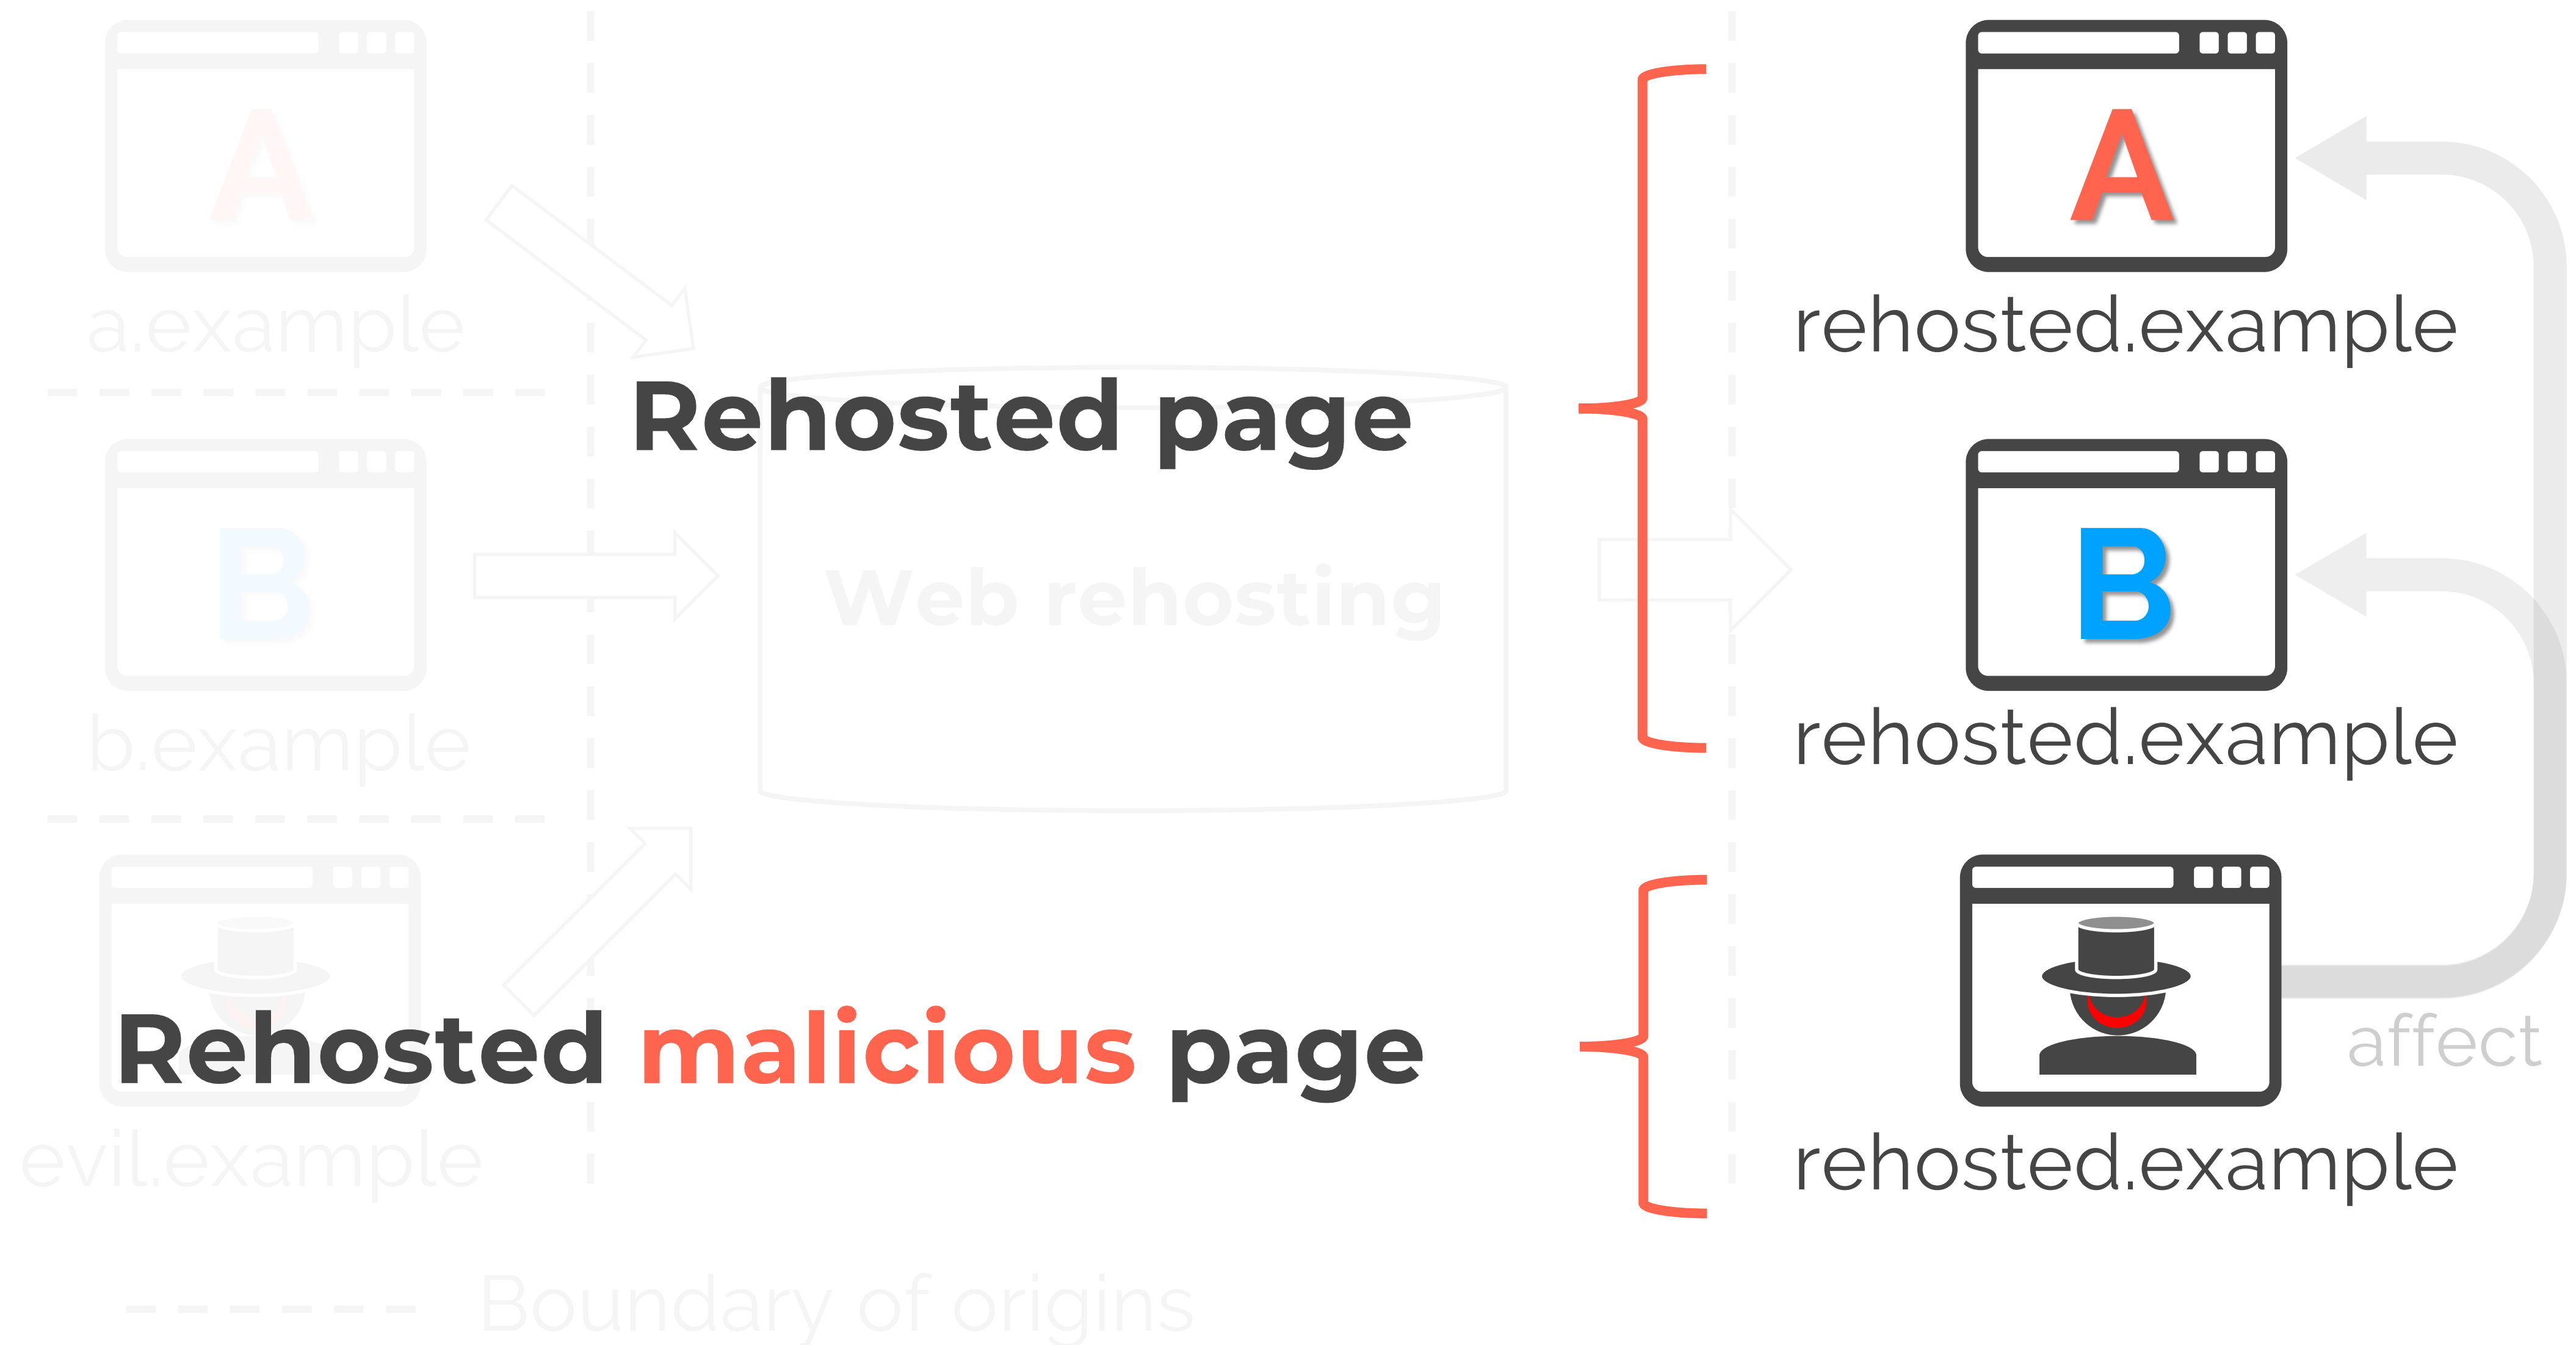 A
a.example
B
b.example
evil.example
Web rehosting
Rehosted page
Rehosted malicious page
A
rehosted.example
B
rehosted.example
rehosted.example
affect
Boundary of origins